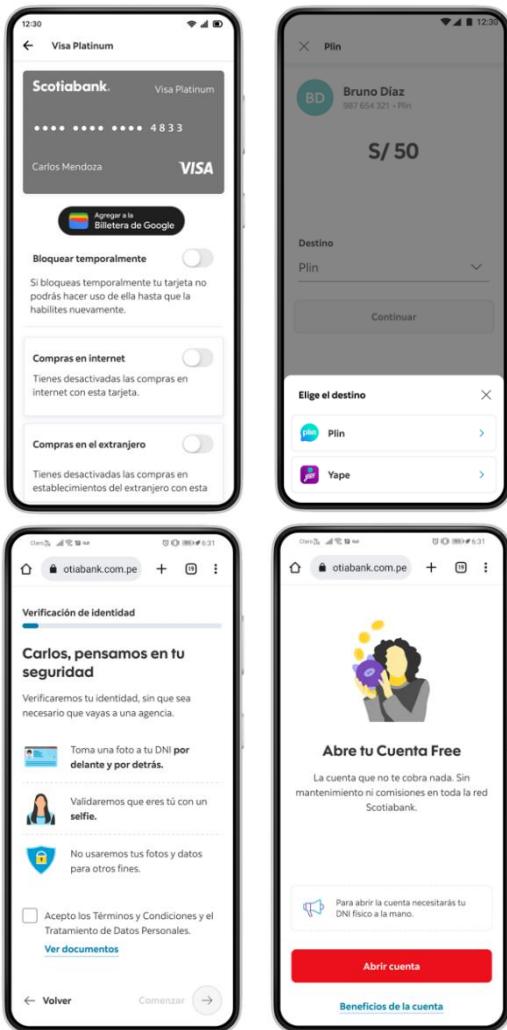 12:30
Visa Platinum
Scotiabank.
Visa Platinum
•••• •••• •••• 4833
Carlos Mendoza
VISA
Agregar a la
Billetera de Google
Bloquear temporalmente
Si bloqueas temporalmente tu tarjeta no
podrás hacer uso de ella hasta que la
habilites nuevamente.
Compras en internet
Tienes desactivadas las compras en
internet con esta tarjeta.
Compras en el extranjero
Tienes desactivadas las compras en
establecimientos del extranjero con esta
12:30
Plin
BD
Bruno Díaz
987 654 321 - Plin
S/ 50
Destino
Plin
Continuar
Elige el destino
plin
Plin
Yape
6:31
otiabank.com.pe
19
Verificación de identidad
Carlos, pensamos en tu
seguridad
Verificaremos tu identidad, sin que sea
necesario que vayas a una agencia.
Toma una foto a tu DNI por
delante y por detrás.
Validaremos que eres tú con un
selfie.
No usaremos tus fotos y datos
para otros fines.
Acepto los Términos y Condiciones y el
Tratamiento de Datos Personales.
Ver documentos
Volver
Comenzar
6:31
otiabank.com.pe
19
Abre tu Cuenta Free
La cuenta que no te cobra nada. Sin
mantenimiento ni comisiones en toda la red
Scotiabank.
Para abrir la cuenta necesitarás tu
DNI físico a la mano.
Abrir cuenta
Beneficios de la cuenta